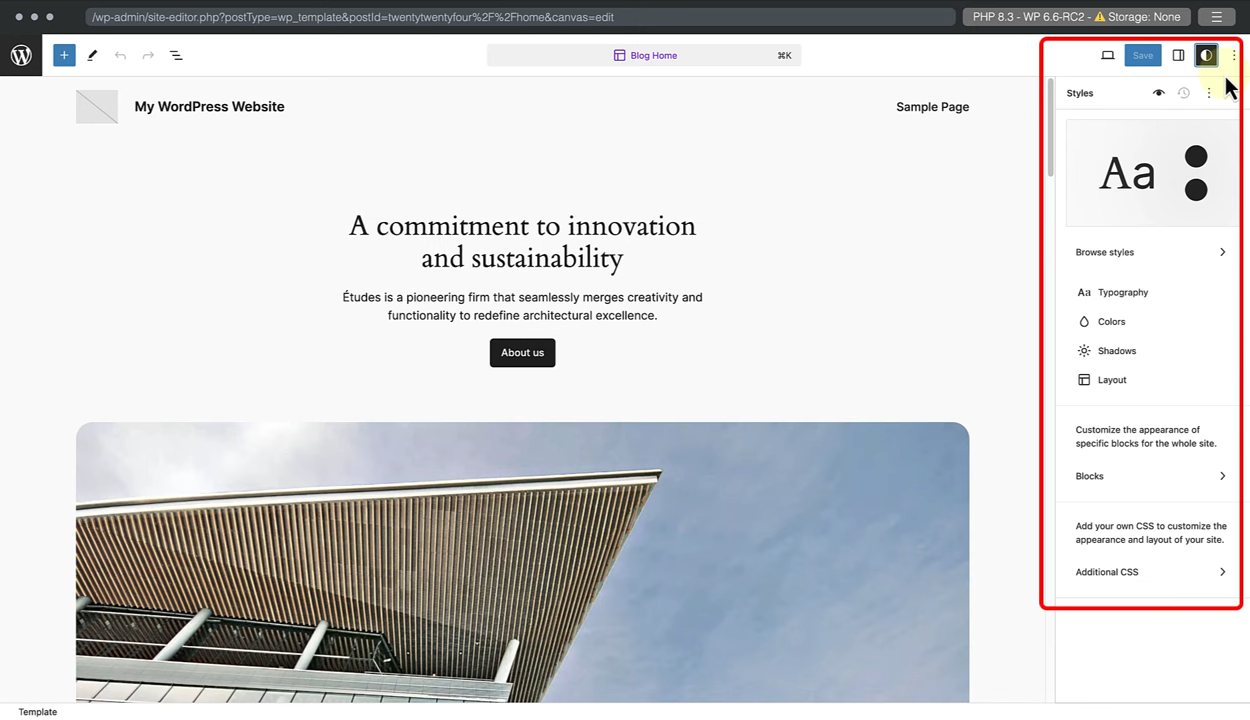 /wp-admin/site-editor.php?postType=wp_template&postId=twentytwentyfour%2F%2Fhome&canvas=edit
PHP 8.3 - WP 6.6-RC2 - ⚠ Storage: None
Blog Home
⌘K
Save
My WordPress Website
Sample Page
A commitment to innovation
and sustainability
Études is a pioneering firm that seamlessly merges creativity and
functionality to redefine architectural excellence.
About us
Styles
Aa
Browse styles
Aa Typography
Colors
Shadows
Layout
Customize the appearance of
specific blocks for the whole site.
Blocks
Add your own CSS to customize the
appearance and layout of your site.
Additional CSS
Template